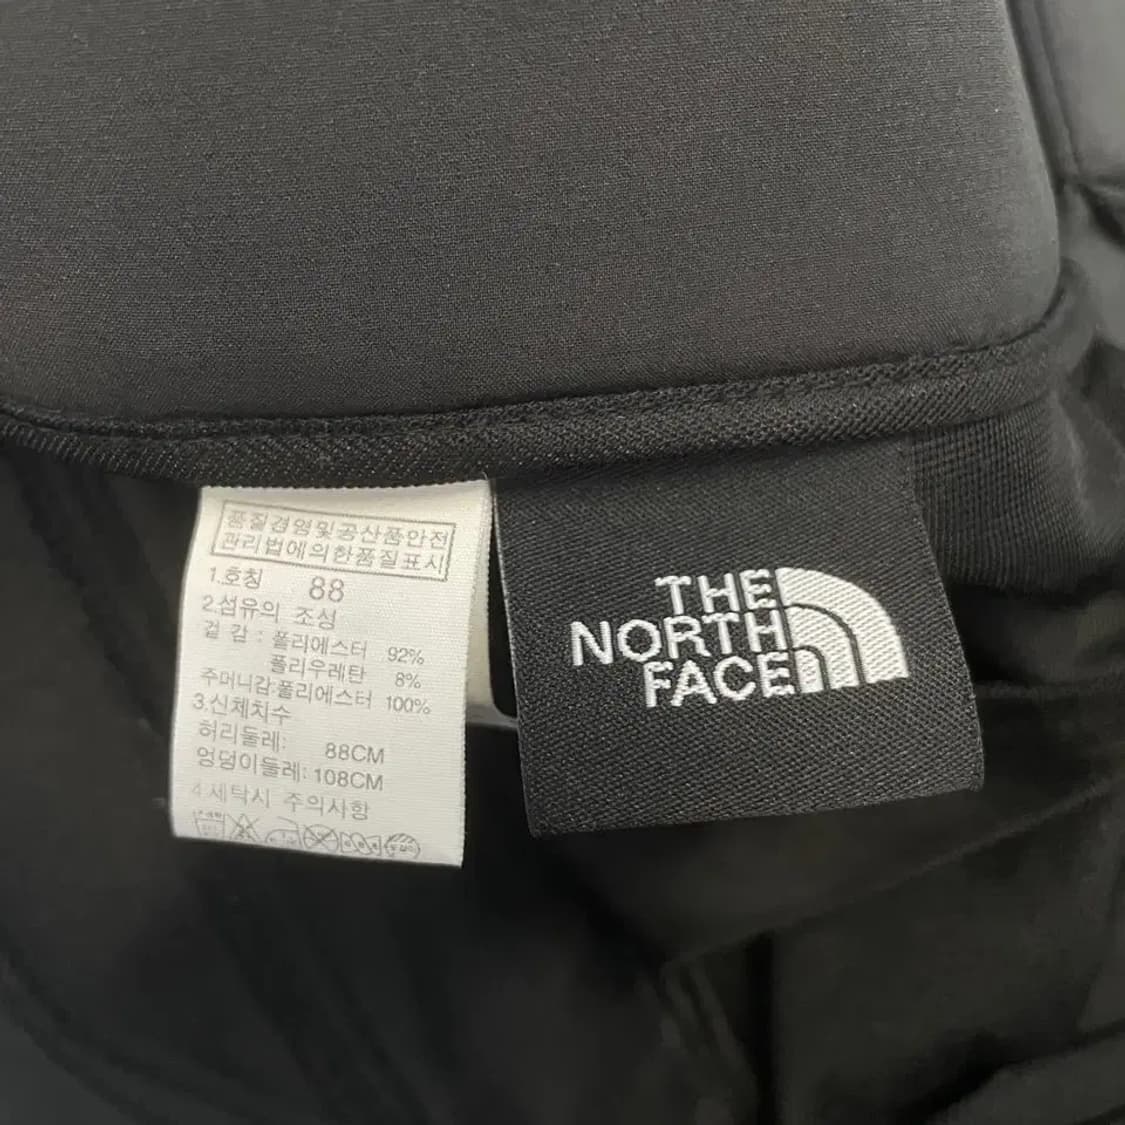 품질경영및공산품안전
관리법에의한품질표시
1.호칭 88
2.섬유의 조성
겉감 : 폴리에스터 92%
폴리우레탄 8%
주머니감:폴리에스터 100%
3.신체치수
허리둘레: 88CM
엉덩이둘레: 108CM
4.세탁시 주의사항
THE
NORTH
FACE